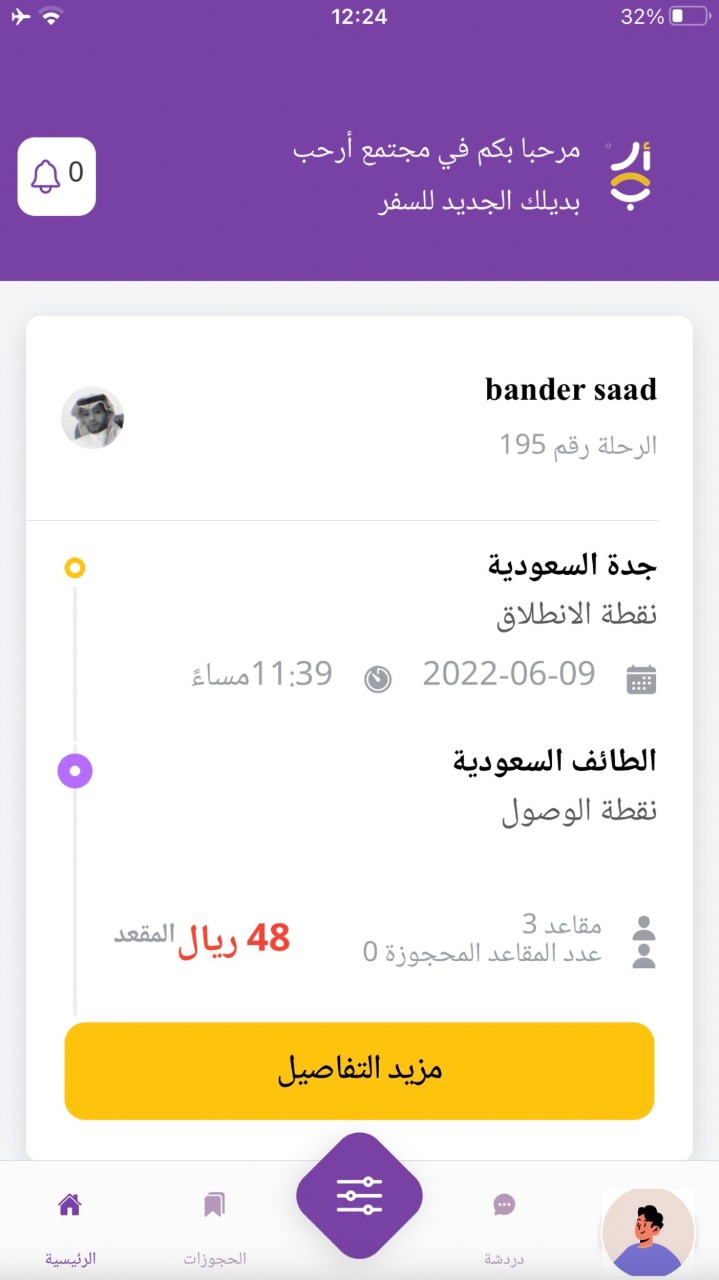 12:24
32%
مرحبا بكم في مجتمع أرحب
بديلك الجديد للسفر
0
bander saad
الرحلة رقم 195
جدة السعودية
نقطة الانطلاق
2022-06-09
11:39مساءً
الطائف السعودية
نقطة الوصول
مقاعد 3
عدد المقاعد المحجوزة 0
48 ريال المقعد
مزيد التفاصيل
دردشة
الحجوزات
الرئيسية